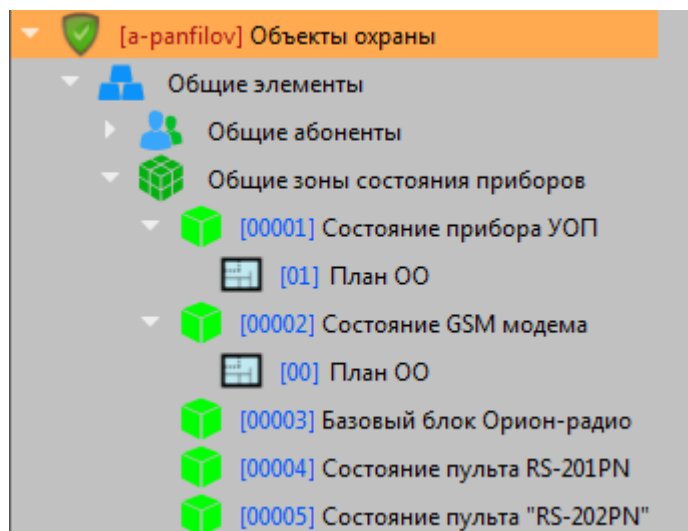 [a-panfilov] Объекты охраны
Общие элементы
Общие абоненты
Общие зоны состояния приборов
[00001] Состояние прибора УОП
[01] План ОО
[00002] Состояние GSM модема
[00] План ОО
[00003] Базовый блок Орион-радио
[00004] Состояние пульта RS-201PN
[00005] Состояние пульта "RS-202PN"